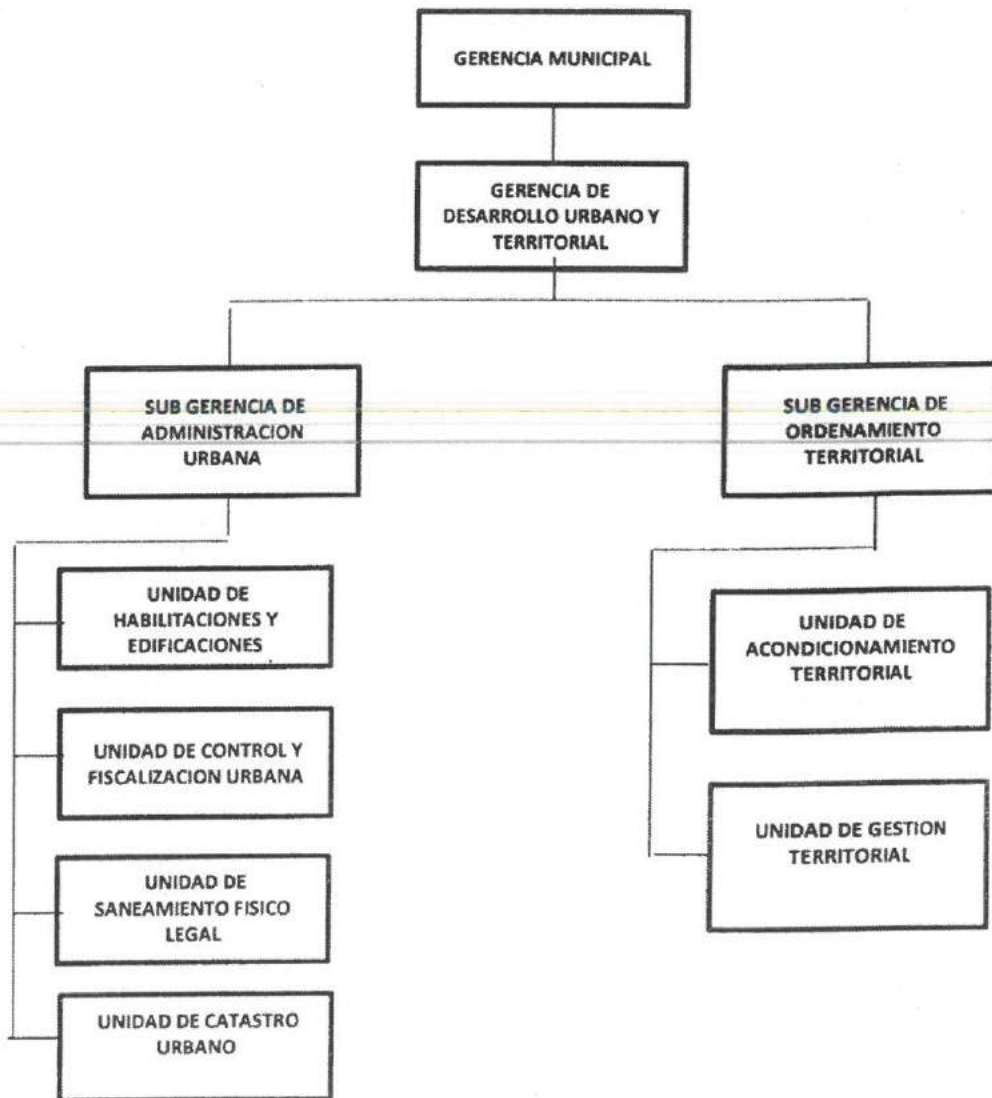 GERENCIA MUNICIPAL
GERENCIA DE
DESARROLLO URBANO Y
TERRITORIAL
SUB GERENCIA DE
ADMINISTRACION
URBANA
SUB GERENCIA DE
ORDENAMIENTO
TERRITORIAL
UNIDAD DE
HABILITACIONES Y
EDIFICACIONES
UNIDAD DE CONTROL Y
FISCALIZACION URBANA
UNIDAD DE
SANEAMIENTO FISICO
LEGAL
UNIDAD DE CATASTRO
URBANO
UNIDAD DE
ACONDICIONAMIENTO
TERRITORIAL
UNIDAD DE GESTION
TERRITORIAL